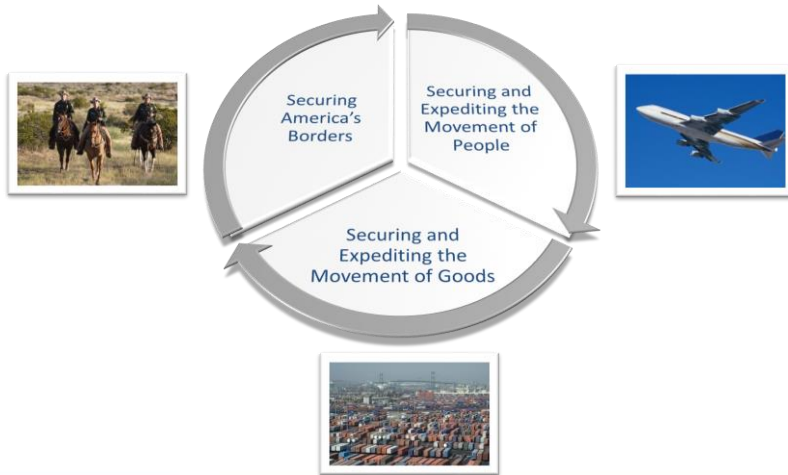 Securing
America's
Borders
Securing and
Expediting the
Movement of
People
Securing and
Expediting the
Movement of Goods